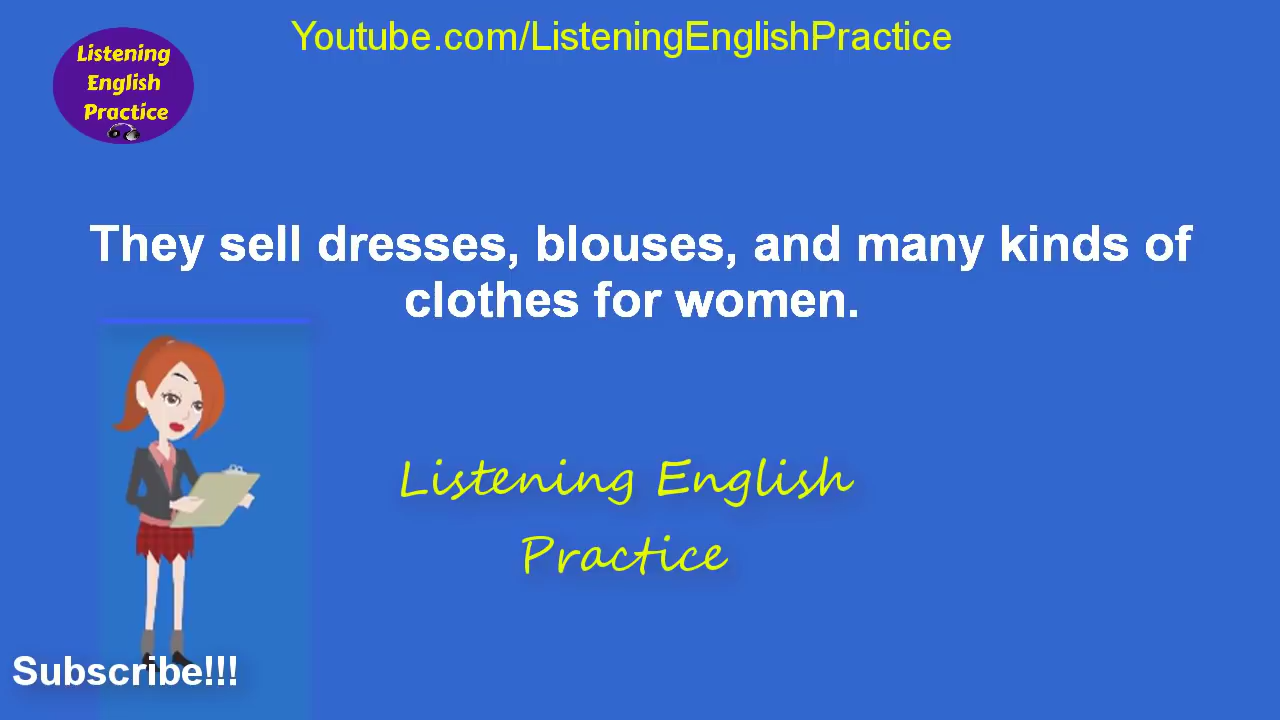 Youtube.com/ListeningEnglishPractice
Listening
English
Practice
They sell dresses, blouses, and many kinds of
clothes for women.
Listening English
Practice
Subscribe!!!